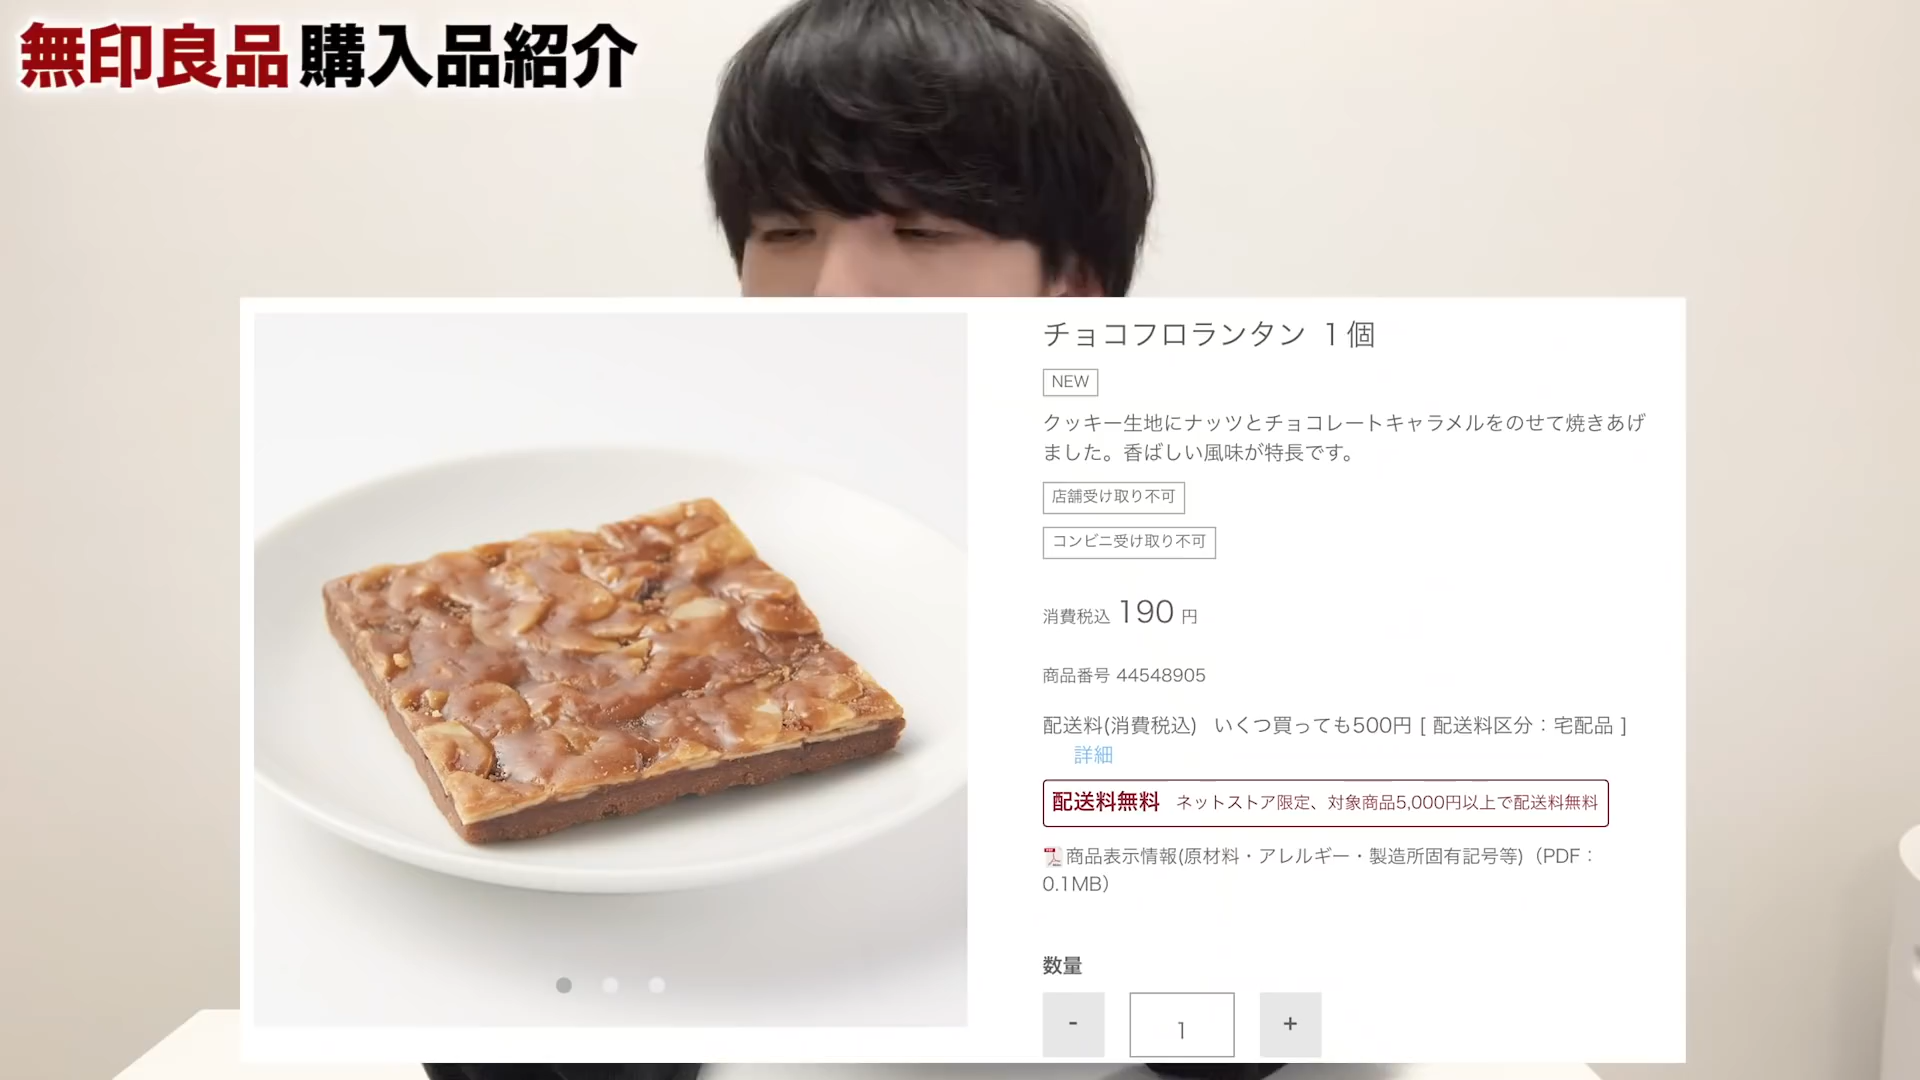 無印良品購入品紹介
チョコフロランタン 1個
NEW
クッキー生地にナッツとチョコレートキャラメルをのせて焼きあげ
ました。香ばしい風味が特長です。
店舗受け取り不可
コンビニ受け取り不可
消費税込 190 円
商品番号 44548905
配送料(消費税込) いくつ買っても500円 [ 配送料区分：宅配品 ]
詳細
配送料無料 ネットストア限定、対象商品5,000円以上で配送料無料
商品表示情報(原材料・アレルギー・製造所固有記号等)（PDF：
0.1MB）
数量
- 1 +